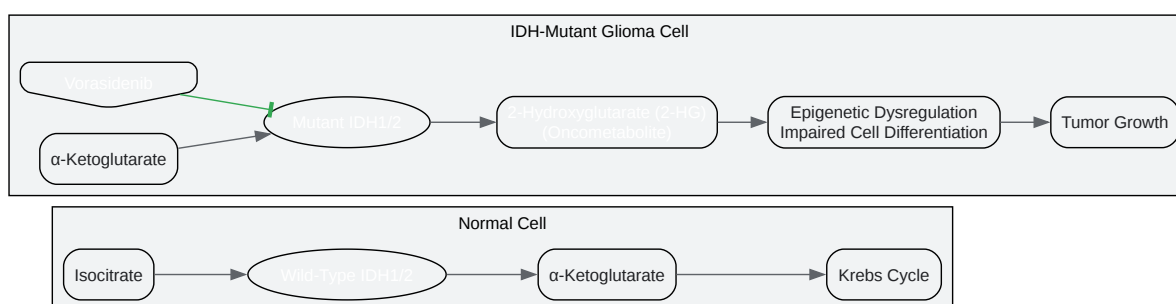 IDH-Mutant Glioma Cell
Vorasidenib
Mutant IDH1/2
α-Ketoglutarate
2-Hydroxyglutarate (2-HG)
(Oncometabolite)
Epigenetic Dysregulation
Impaired Cell Differentiation
Tumor Growth
Normal Cell
Isocitrate
Wild-Type IDH1/2
α-Ketoglutarate
Krebs Cycle